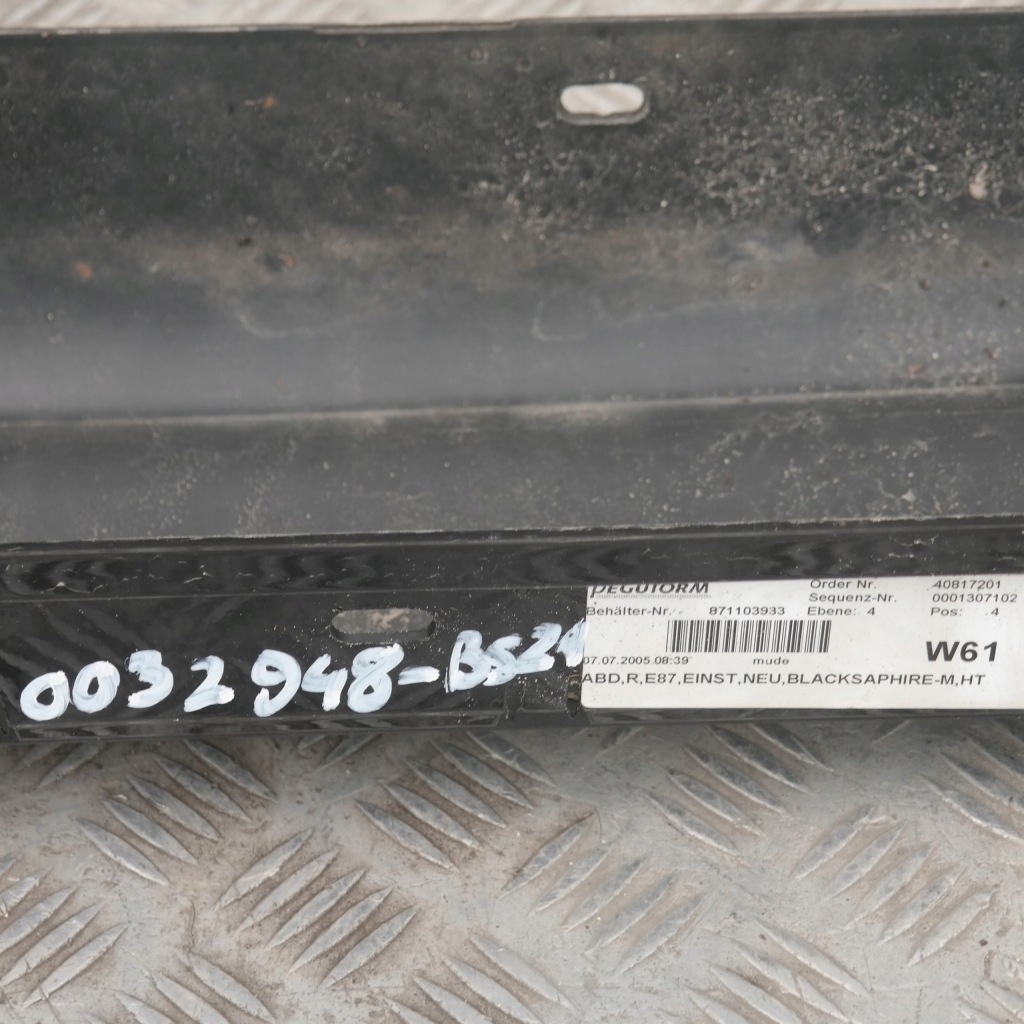 PEGUFORM Order Nr. 40817201
Sequenz-Nr. 0001307102
Behälter-Nr. 871103933 Ebene: 4 Pos: .4
W61
07.07.2005 08:39 mude
ABD,R,E87,EINST,NEU,BLACKSAPHIRE-M,HT
0032948-BS24